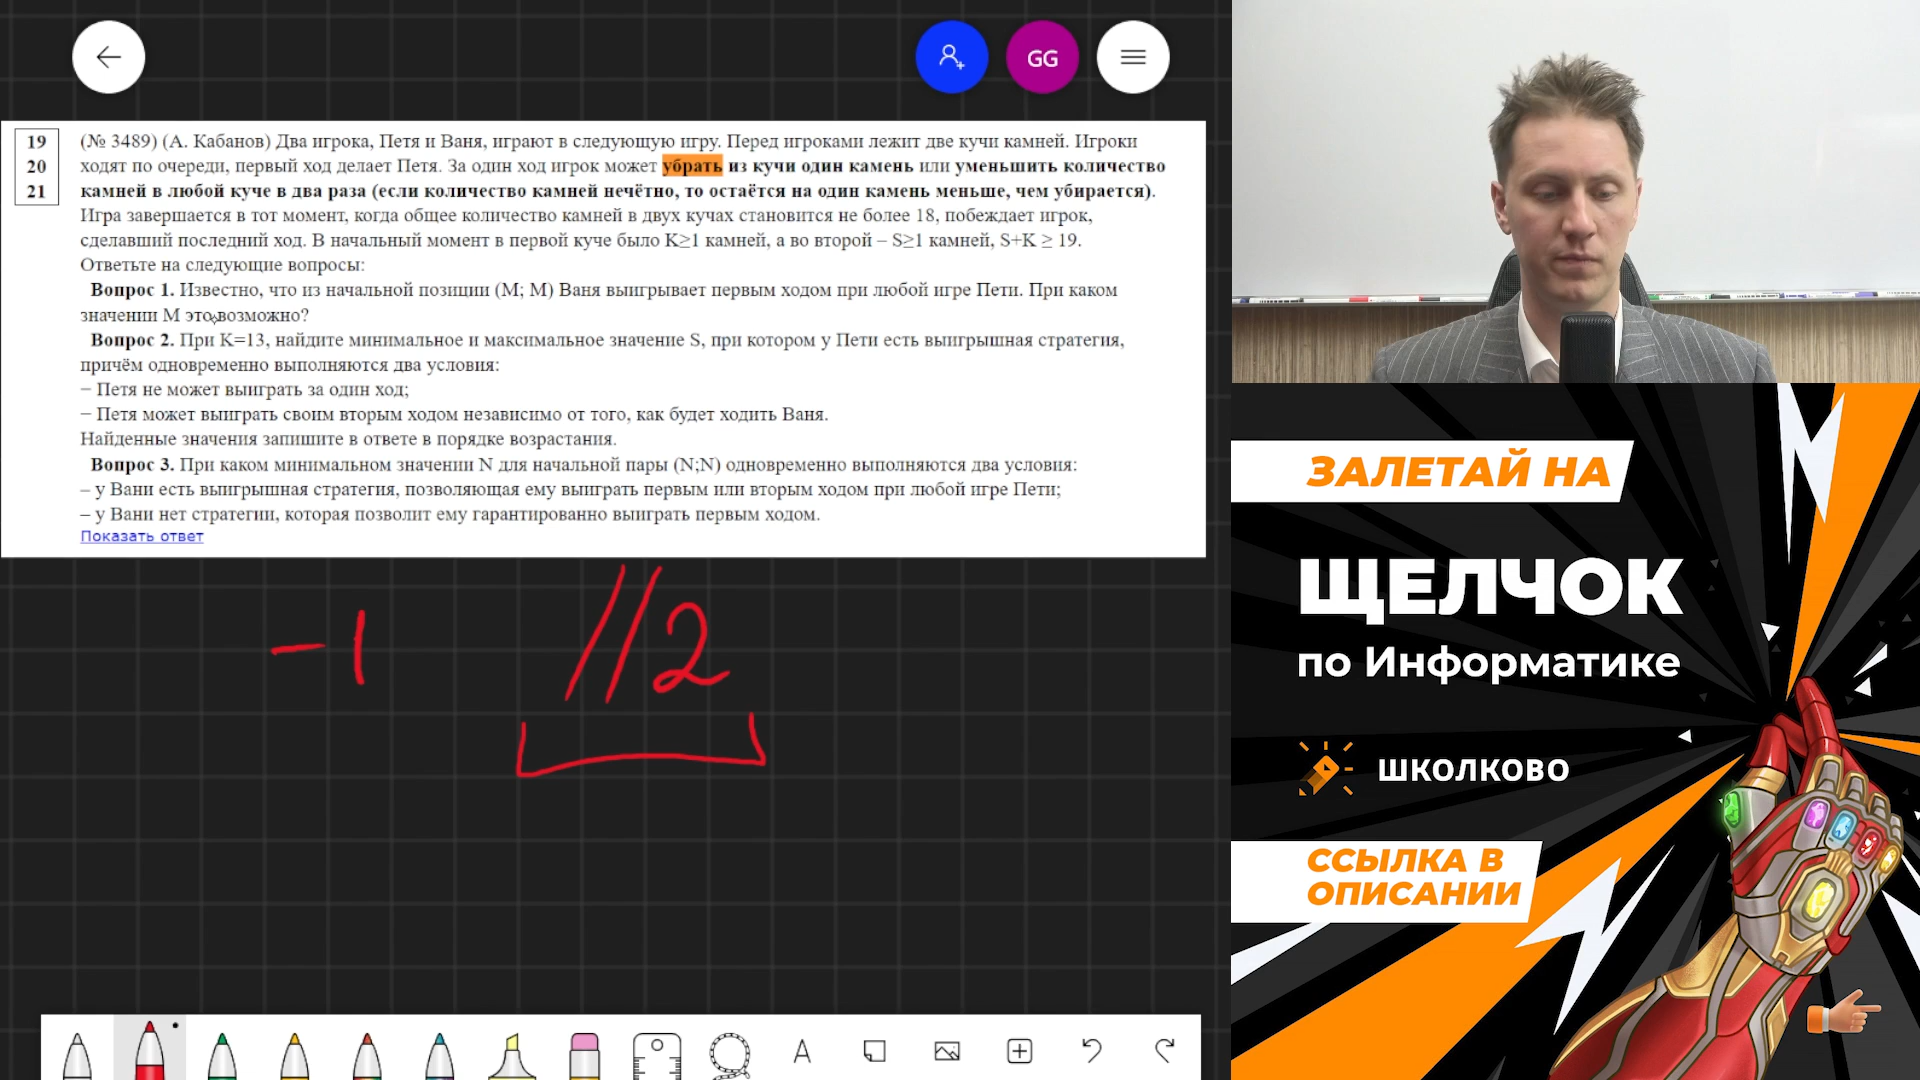 GG
19
20
21
(№ 3489) (А. Кабанов) Два игрока, Петя и Ваня, играют в следующую игру. Перед игроками лежит две кучи камней. Игроки
ходят по очереди, первый ход делает Петя. За один ход игрок может убрать из кучи один камень или уменьшить количество
камней в любой куче в два раза (если количество камней нечётно, то остаётся на один камень меньше, чем убирается).
Игра завершается в тот момент, когда общее количество камней в двух кучах становится не более 18, побеждает игрок,
сделавший последний ход. В начальный момент в первой куче было K≥1 камней, а во второй – S≥1 камней, S+K ≥ 19.
Ответьте на следующие вопросы:
Вопрос 1. Известно, что из начальной позиции (M; M) Ваня выигрывает первым ходом при любой игре Пети. При каком
значении M это возможно?
Вопрос 2. При K=13, найдите минимальное и максимальное значение S, при котором у Пети есть выигрышная стратегия,
причём одновременно выполняются два условия:
− Петя не может выиграть за один ход;
− Петя может выиграть своим вторым ходом независимо от того, как будет ходить Ваня.
Найденные значения запишите в ответе в порядке возрастания.
Вопрос 3. При каком минимальном значении N для начальной пары (N;N) одновременно выполняются два условия:
– у Вани есть выигрышная стратегия, позволяющая ему выиграть первым или вторым ходом при любой игре Пети;
– у Вани нет стратегии, которая позволит ему гарантированно выиграть первым ходом.
Показать ответ
-1 //2
ЗАЛЕТАЙ НА
ЩЕЛЧОК
по Информатике
ШКОЛКОВО
ССЫЛКА В
ОПИСАНИИ
A